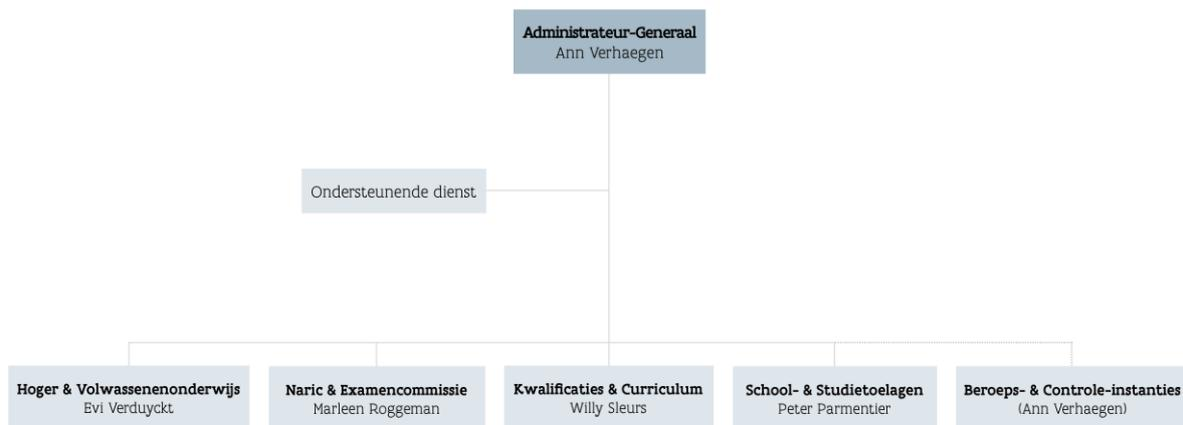 Administrateur-Generaal
Ann Verhaegen
Ondersteunende dienst
Hoger & Volwassenenonderwijs
Evi Verduyckt
Naric & Examencommissie
Marleen Roggeman
Kwalificaties & Curriculum
Willy Sleurs
School- & Studietoelagen
Peter Parmentier
Beroeps- & Controle-instanties
(Ann Verhaegen)